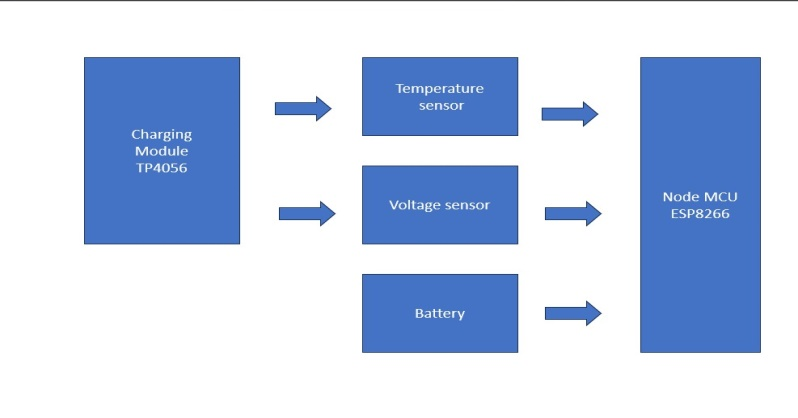 Charging
Module
TP4056
Temperature
sensor
Voltage sensor
Battery
Node MCU
ESP8266